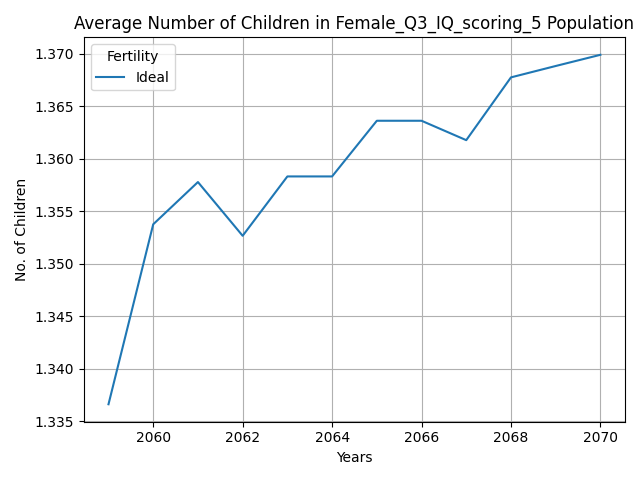 Average Number of Children in Female_Q3_IQ_scoring_5 Population
Fertility
Ideal
1.370
1.365
1.360
1.355
1.350
1.345
1.340
1.335
No. of Children
2060 2062 2064 2066 2068 2070
Years